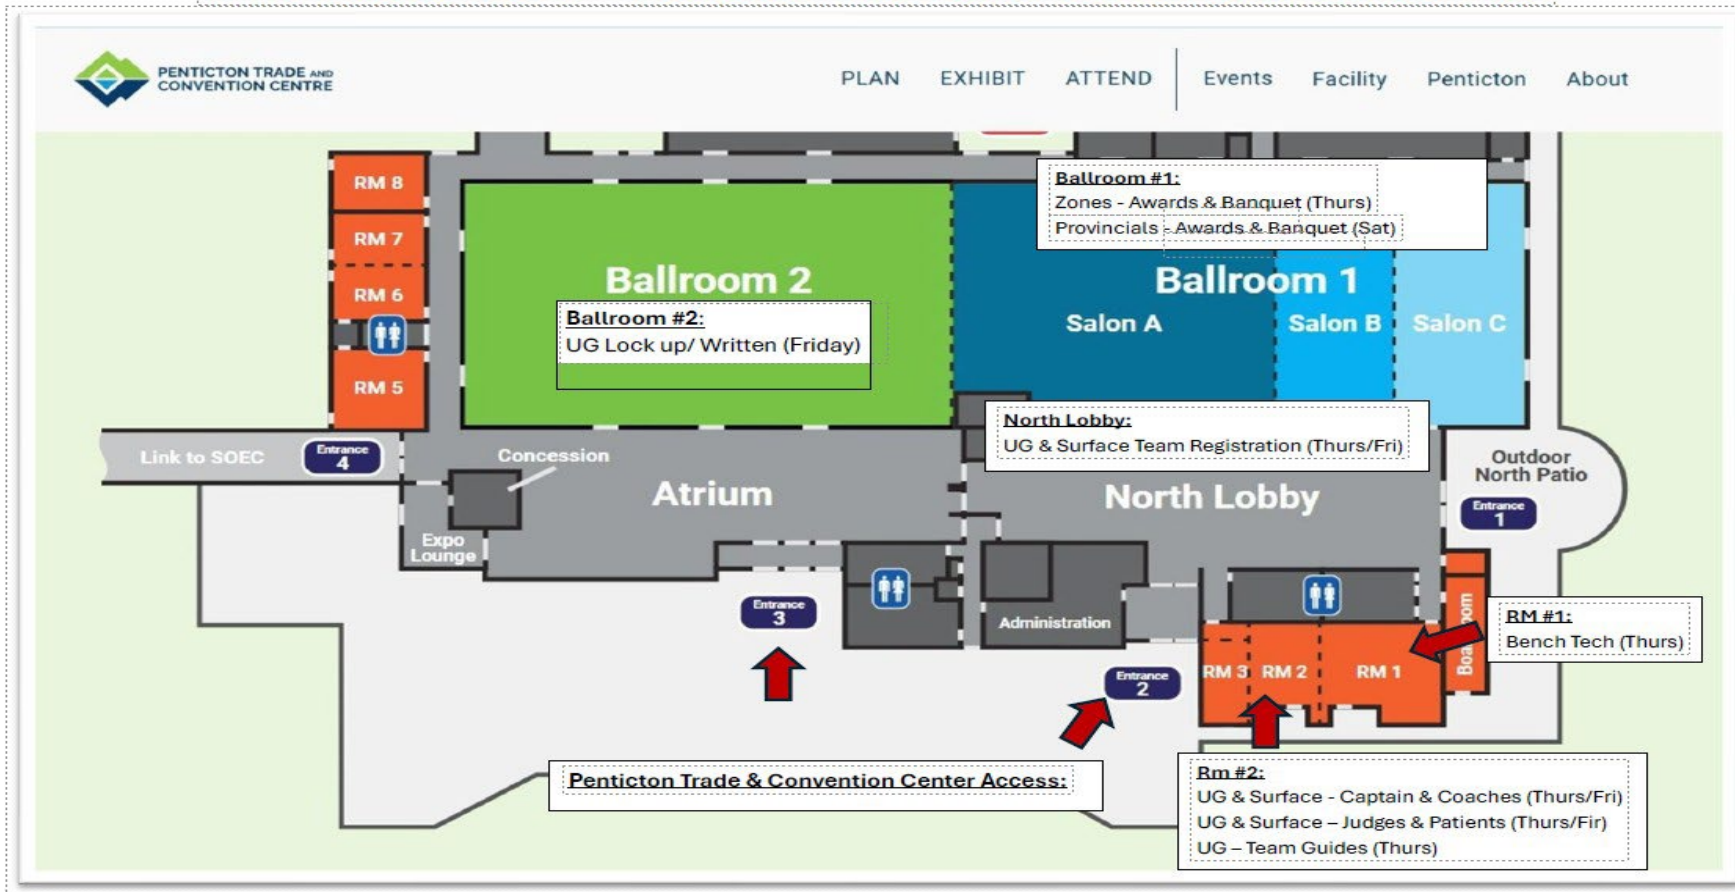 PENTICTON TRADE AND
CONVENTION CENTRE
PLAN EXHIBIT ATTEND Events Facility Penticton About
RM 8
RM 7
RM 6
RM 5
Ballroom #1:
Zones - Awards & Banquet (Thurs)
Provincials - Awards & Banquet (Sat)
Ballroom 2
Ballroom 1
Ballroom #2:
UG Lock up/ Written (Friday)
Salon A
Salon B
Salon C
North Lobby:
UG & Surface Team Registration (Thurs/Fri)
Link to SOEC
Entrance
4
Concession
Atrium
North Lobby
Outdoor
North Patio
Entrance
1
Expo
Lounge
Entrance
3
Administration
Entrance
2
RM 3
RM 2
RM 1
RM #1:
Bench Tech (Thurs)
Penticton Trade & Convention Center Access:
Rm #2:
UG & Surface - Captain & Coaches (Thurs/Fri)
UG & Surface – Judges & Patients (Thurs/Fir)
UG – Team Guides (Thurs)